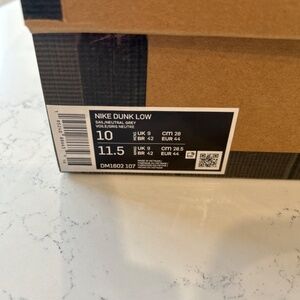 NIKE DUNK LOW
SAIL/NEUTRAL GREY
VOILE/GRIS NEUTRE
10 UK 9 cm 28
BR 42 EUR 44
11.5 UK 9 cm 28.5
BR 42 EUR 44
DM1602 107